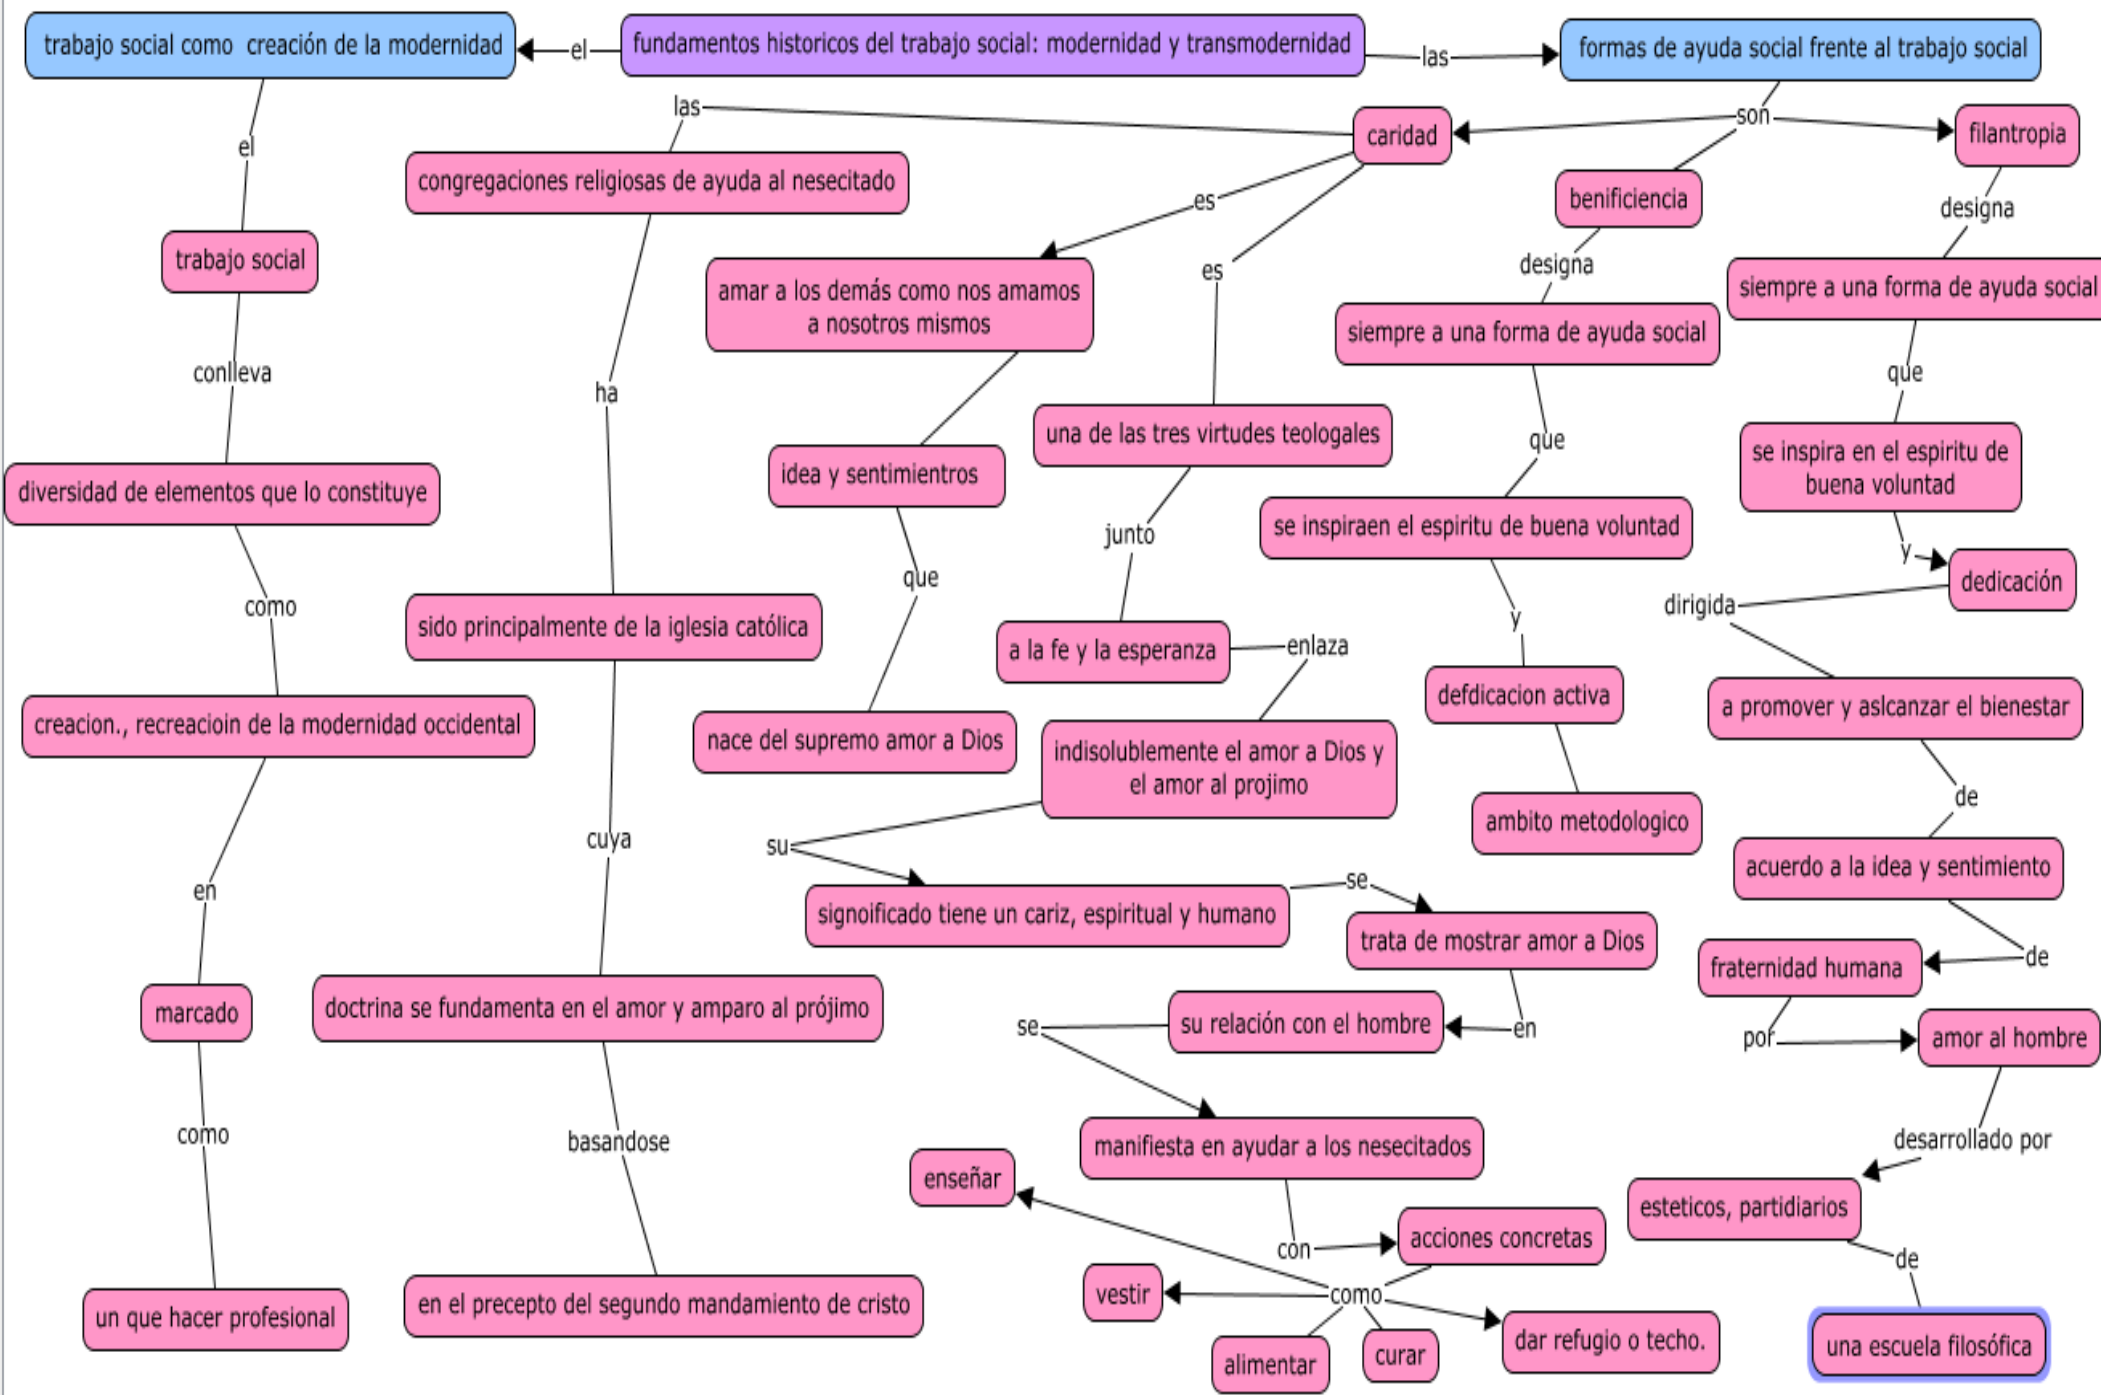 trabajo social como  creación de la modernidad
el
fundamentos historicos del trabajo social: modernidad y transmodernidad
las
formas de ayuda social frente al trabajo social
el
trabajo social
conlleva
diversidad de elementos que lo constituye
como
creacion., recreacioin de la modernidad occidental
en
marcado
como
un que hacer profesional
son
caridad
las
congregaciones religiosas de ayuda al nesecitado
ha
sido principalmente de la iglesia católica
cuya
doctrina se fundamenta en el amor y amparo al prójimo
basandose
en el precepto del segundo mandamiento de cristo
es
amar a los demás como nos amamos
a nosotros mismos
idea y sentimientros
que
nace del supremo amor a Dios
es
una de las tres virtudes teologales
junto
a la fe y la esperanza
enlaza
indisolublemente el amor a Dios y
el amor al projimo
su
signoificado tiene un cariz, espiritual y humano
se
trata de mostrar amor a Dios
en
su relación con el hombre
se
manifiesta en ayudar a los nesecitados
con
acciones concretas
como
enseñar
vestir
alimentar
curar
dar refugio o techo.
benificiencia
designa
siempre a una forma de ayuda social
que
se inspiraen el espiritu de buena voluntad
y
defdicacion activa
ambito metodologico
filantropia
designa
siempre a una forma de ayuda social
que
se inspira en el espiritu de
buena voluntad
y
dedicación
dirigida
a promover y aslcanzar el bienestar
de
acuerdo a la idea y sentimiento
de
fraternidad humana
por
amor al hombre
desarrollado por
esteticos, partidiarios
de
una escuela filosófica